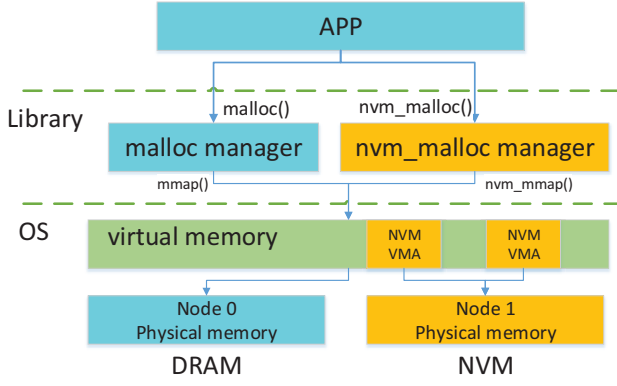 APP
malloc()
nvm_malloc()
Library
malloc manager
nvm_malloc manager
mmap()
nvm_mmap()
OS
virtual memory
NVM
VMA
NVM
VMA
Node 0
Physical memory
Node 1
Physical memory
DRAM
NVM